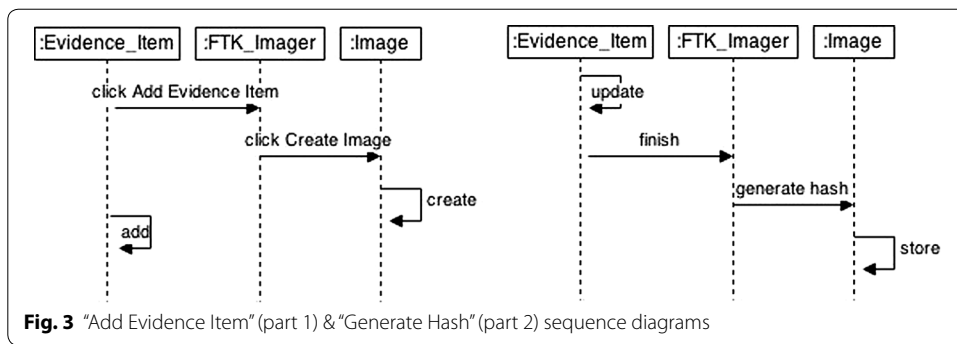 :Evidence_Item :FTK_Imager :Image
click Add Evidence Item
click Create Image
create
add
:Evidence_Item :FTK_Imager :Image
update
finish
generate hash
store
Fig. 3 "Add Evidence Item" (part 1) & "Generate Hash" (part 2) sequence diagrams